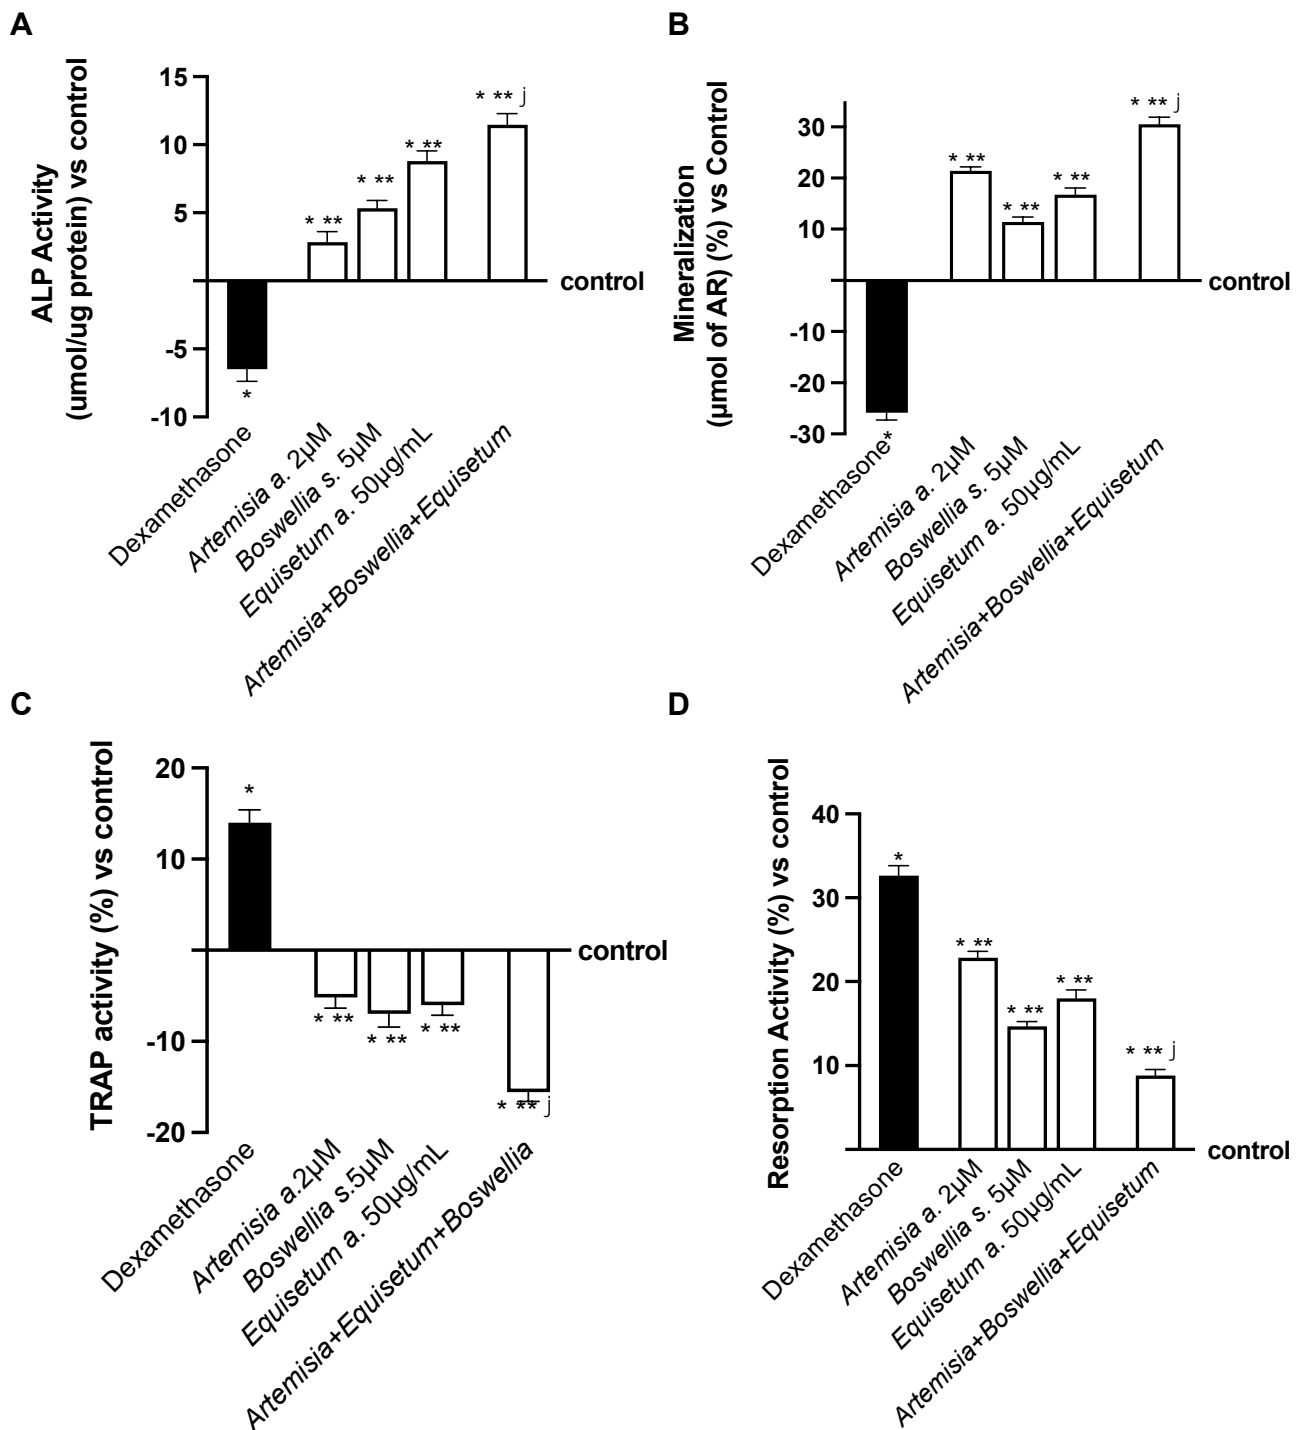 A
ALP Activity
(umol/ug protein) vs control
15
10
5
-5
-10
* ** j
* **
* **
* **
*
control
Dexamethasone
Artemisia a. 2µM
Boswellia s. 5µM
Equisetum a. 50µg/mL
Artemisia+Boswellia+Equisetum
B
Mineralization
(µmol of AR) (%) vs Control
30
20
10
-10
-20
-30
* ** j
* **
* **
* **
control
Dexamethasone*
Artemisia a. 2µM
Boswellia s. 5µM
Equisetum a. 50µg/mL
Artemisia+Boswellia+Equisetum
C
TRAP activity (%) vs control
20
10
-10
-20
*
control
* **
* **
* **
* ** j
Dexamethasone
Artemisia a.2µM
Boswellia s.5µM
Equisetum a. 50µg/mL
Artemisia+Equisetum+Boswellia
D
Resorption Activity (%) vs control
40
30
20
10
*
* **
* **
* **
* ** j
control
Dexamethasone
Artemisia a. 2µM
Boswellia s. 5µM
Equisetum a. 50µg/mL
Artemisia+Boswellia+Equisetum